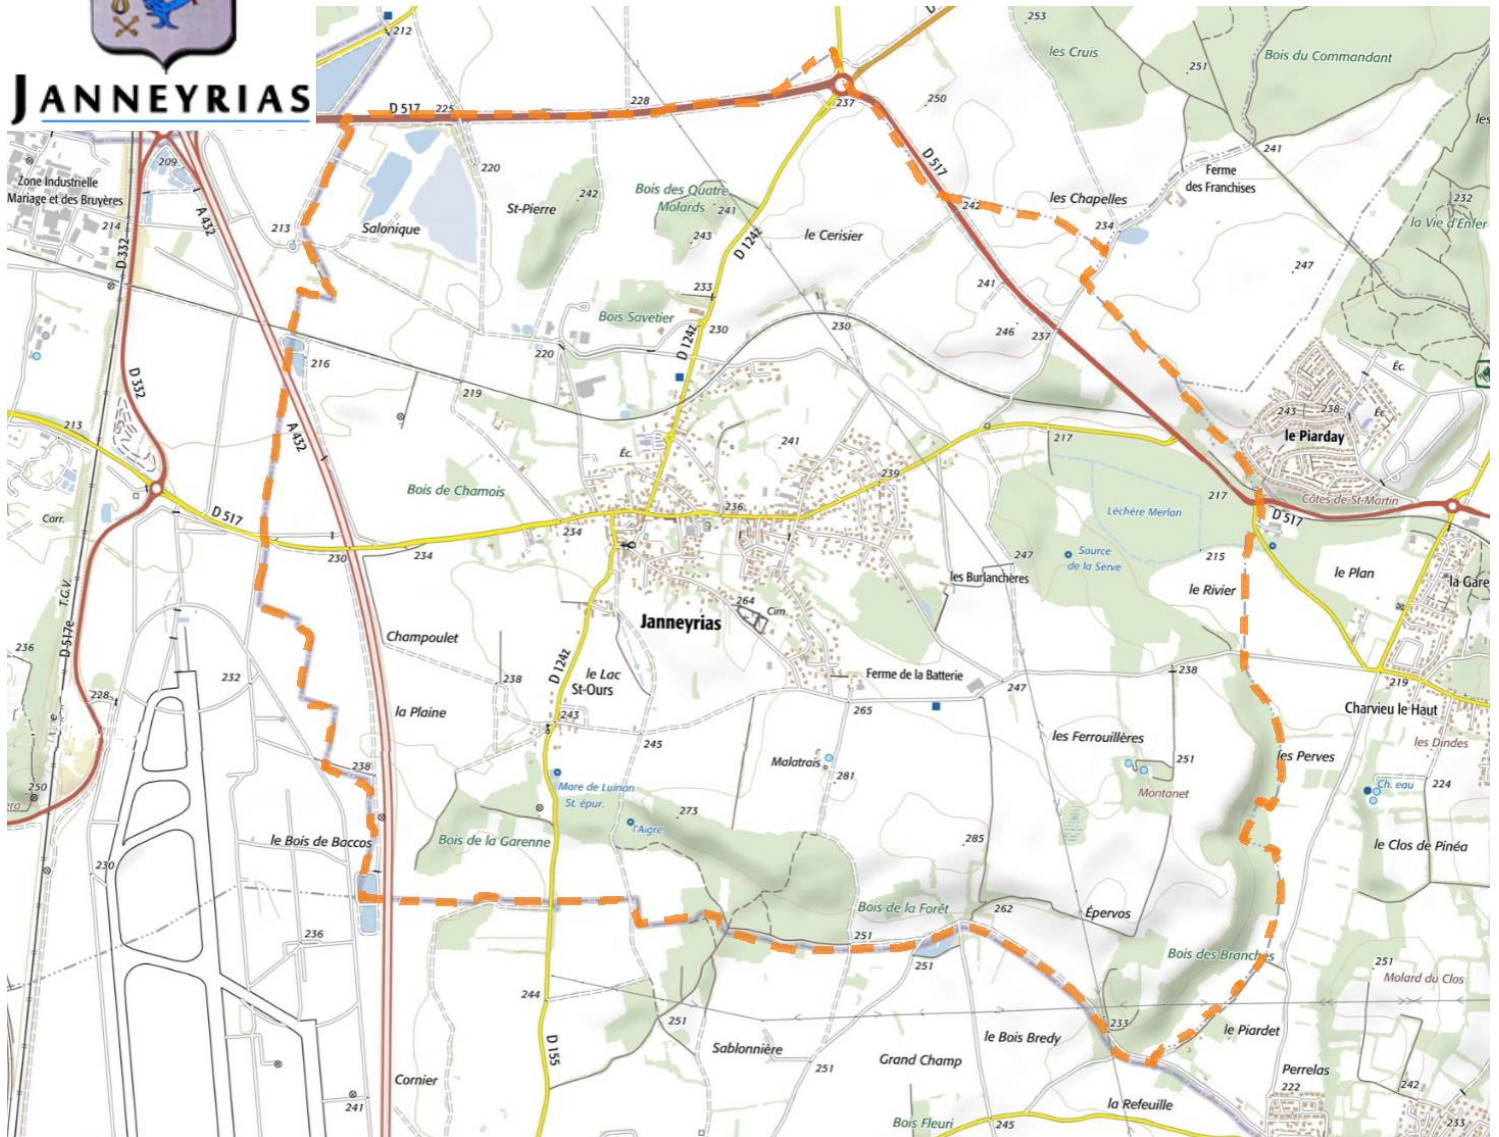 JANNEYRIAS
212
253
les Cruis
Bois du Commandant
251
D 517
225
228
237
250
241
les
209
Zone Industrielle
Mariage et des Bruyères
214
D 332
A 432
213
Salonique
220
St-Pierre
242
Bois des Quatre
Molards
241
243
D 124z
le Cerisier
D 517
242
les Chapelles
234
Ferme
des Franchises
232
la Vie d'Enfer
247
233
230
Bois Savetier
D 124z
220
230
241
246
237
216
219
D 332
A 432
213
Éc.
243
238
Éc.
le Piarday
217
Éc.
241
239
Bois de Chamois
Carr.
D 517
234
236
230
234
217
Côtes de St-Martin
D 517
Léchère Merlan
Source
de la Serve
247
215
le Plan
la Gare
les Burlanchères
le Rivier
264
Cim.
Janneyrias
Champoulet
T.G.V.
D 517e
236
232
228
238
D 124z
le Lac
St-Ours
243
Ferme de la Batterie
247
238
219
265
Charvieu le Haut
la Plaine
245
les Ferrouillères
les Dindes
238
250
Malatrais
281
251
Montanet
les Perves
Ch. eau
224
Mare de Luinan
St. épur.
l'Aigre
273
le Bois de Baccos
Bois de la Garenne
285
le Clos de Pinéa
230
Bois de la Forêt
262
Épervos
236
251
251
Bois des Branches
251
Molard du Clos
244
251
233
le Piardet
D 155
Sablonnière
251
le Bois Bredy
Grand Champ
Cornier
241
Perrelas
222
242
la Refeuille
Bois Fleuri
245
233